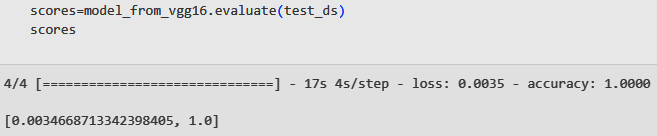 scores=model_from_vgg16.evaluate(test_ds)
scores
4/4 [==============================] - 17s 4s/step - loss: 0.0035 - accuracy: 1.0000
[0.0034668713342398405, 1.0]